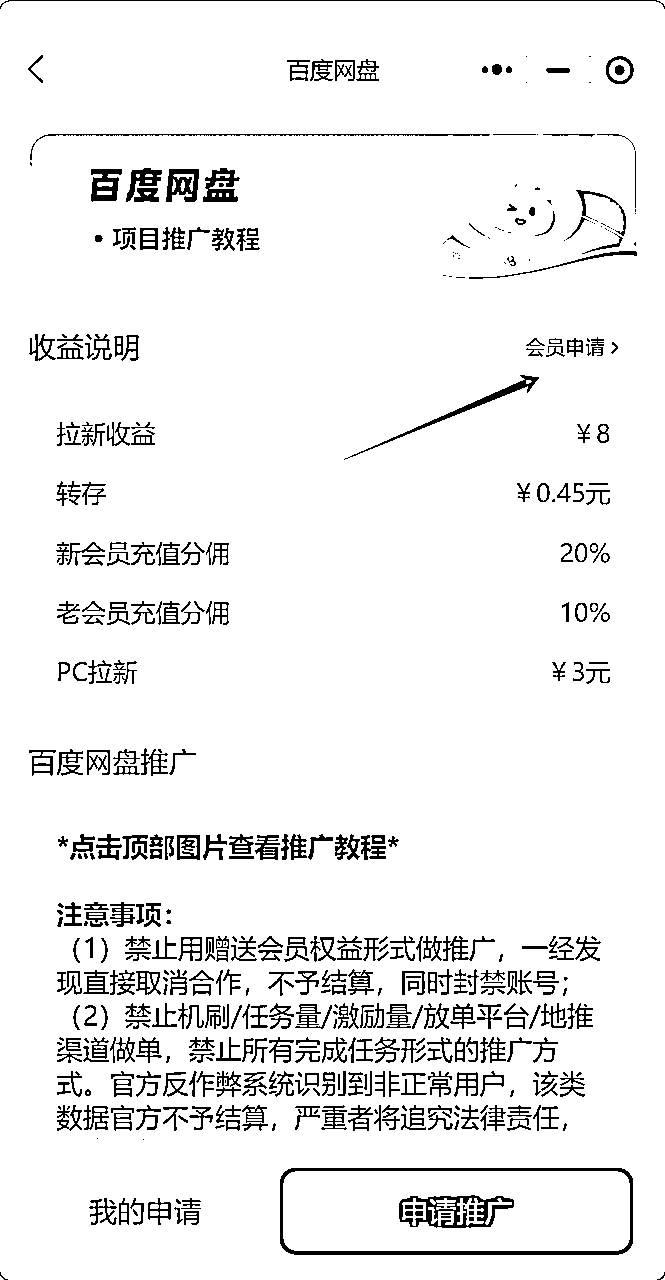 百度网盘
百度网盘
•项目推广教程
收益说明
会员申请>
拉新收益
￥8
转存
￥0.45元
新会员充值分佣
20%
老会员充值分佣
10%
PC拉新
￥3元
百度网盘推广
*点击顶部图片查看推广教程*
注意事项：
（1）禁止用赠送会员权益形式做推广，一经发
现直接取消合作，不予结算，同时封禁账号；
（2）禁止机刷/任务量/激励量/放单平台/地推
渠道做单，禁止所有完成任务形式的推广方
式。官方反作弊系统识别到非正常用户，该类
数据官方不予结算，严重者将追究法律责任，
我的申请
申请推广